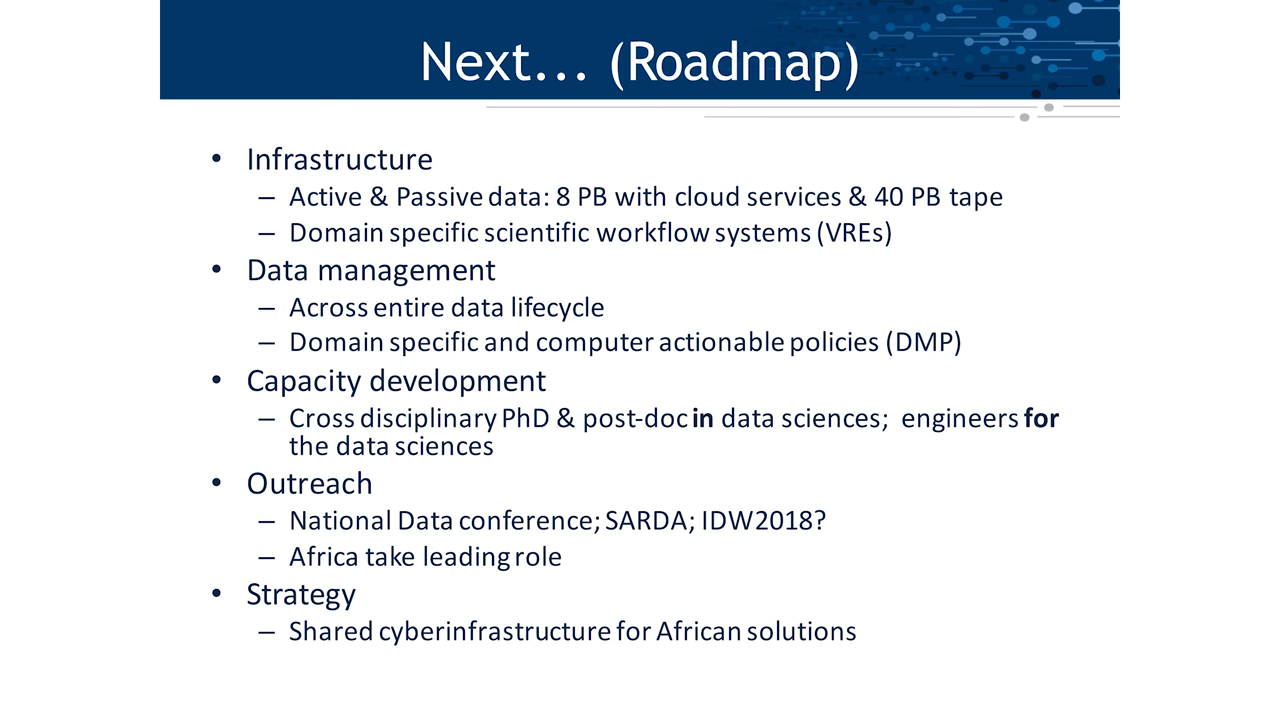 Next... (Roadmap)
• Infrastructure
– Active & Passive data: 8 PB with cloud services & 40 PB tape
– Domain specific scientific workflow systems (VREs)
• Data management
– Across entire data lifecycle
– Domain specific and computer actionable policies (DMP)
• Capacity development
– Cross disciplinary PhD & post-doc in data sciences; engineers for
the data sciences
• Outreach
– National Data conference; SARDA; IDW2018?
– Africa take leading role
• Strategy
– Shared cyberinfrastructure for African solutions